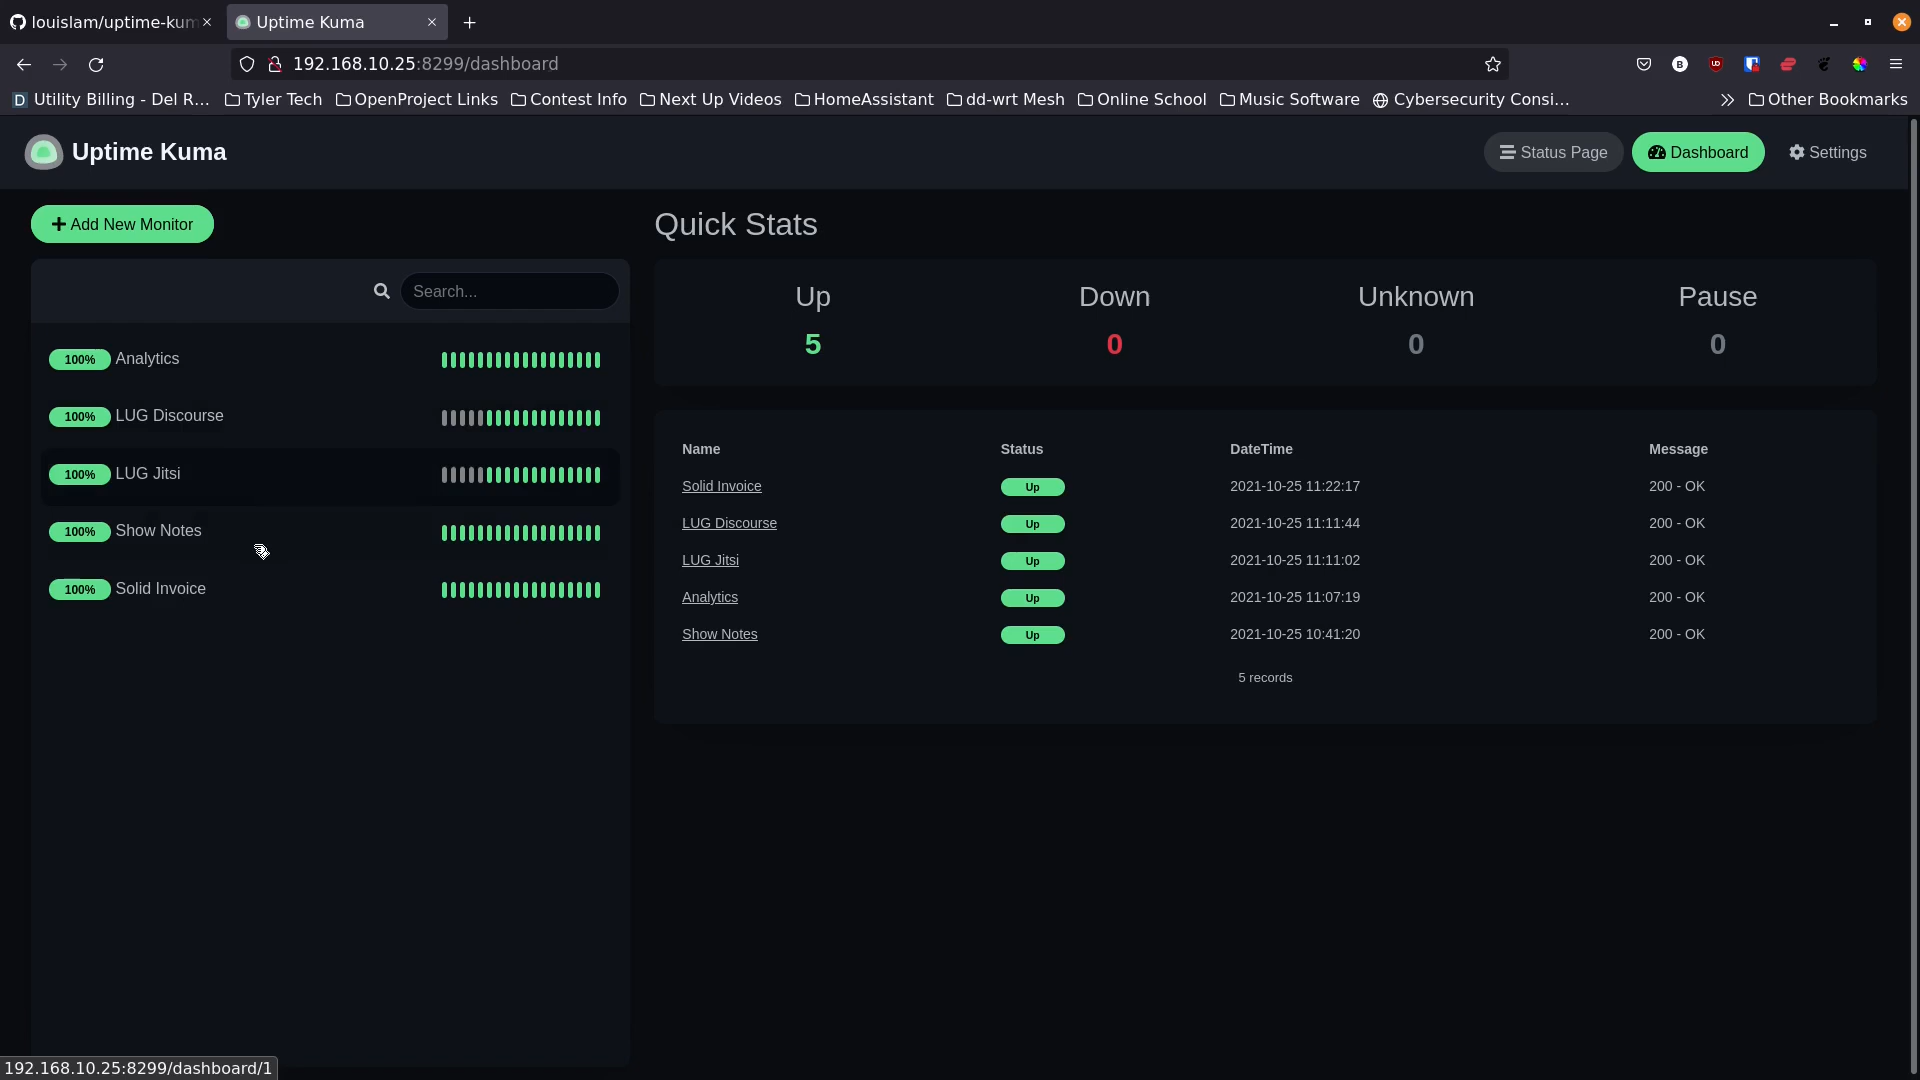 louislam/uptime-kum
Uptime Kuma
192.168.10.25:8299/dashboard
Utility Billing - Del R...
Tyler Tech
OpenProject Links
Contest Info
Next Up Videos
HomeAssistant
dd-wrt Mesh
Online School
Music Software
Cybersecurity Consi...
Other Bookmarks
Uptime Kuma
Status Page
Dashboard
Settings
Add New Monitor
Search...
100% Analytics
100% LUG Discourse
100% LUG Jitsi
100% Show Notes
100% Solid Invoice
Quick Stats
Up Down Unknown Pause
5 0 0 0
Name Status DateTime Message
Solid Invoice Up 2021-10-25 11:22:17 200 - OK
LUG Discourse Up 2021-10-25 11:11:44 200 - OK
LUG Jitsi Up 2021-10-25 11:11:02 200 - OK
Analytics Up 2021-10-25 11:07:19 200 - OK
Show Notes Up 2021-10-25 10:41:20 200 - OK
5 records
192.168.10.25:8299/dashboard/1